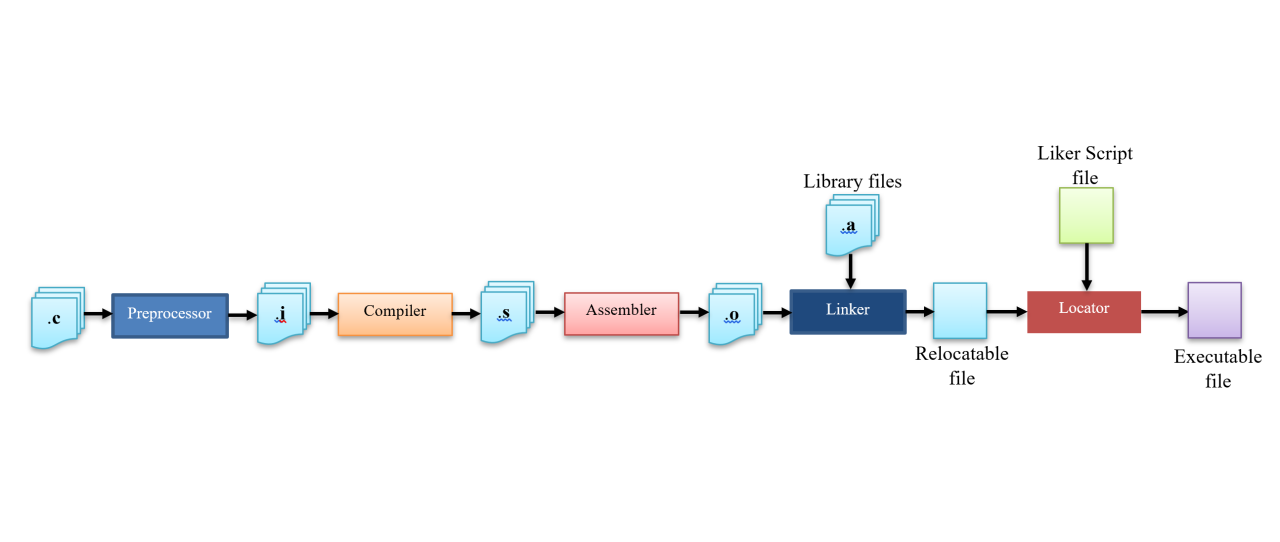 Liker Script
file
Library files
.a
.c
Preprocessor
.i
Compiler
.s
Assembler
.o
Linker
Relocatable
file
Locator
Executable
file